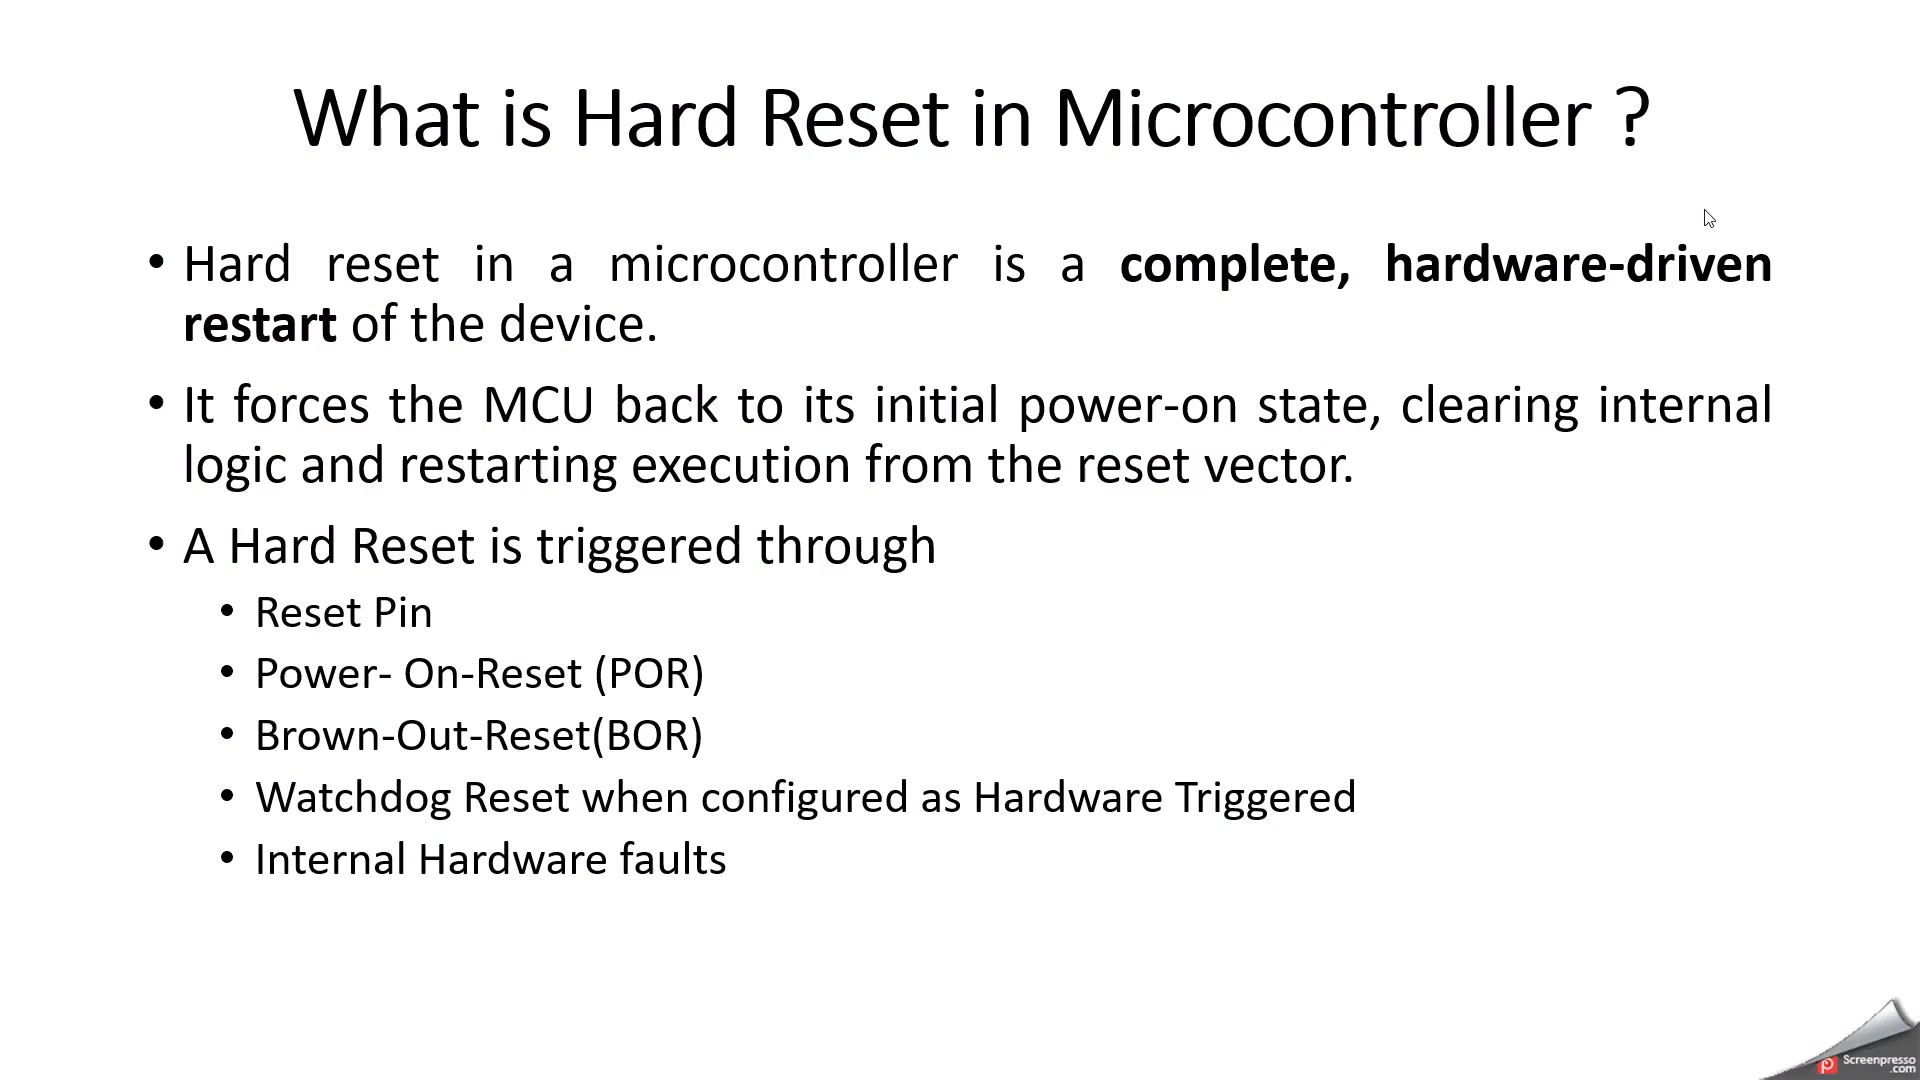 What is Hard Reset in Microcontroller ?
• Hard reset in a microcontroller is a complete, hardware-driven
restart of the device.
• It forces the MCU back to its initial power-on state, clearing internal
logic and restarting execution from the reset vector.
• A Hard Reset is triggered through
• Reset Pin
• Power- On-Reset (POR)
• Brown-Out-Reset(BOR)
• Watchdog Reset when configured as Hardware Triggered
• Internal Hardware faults
Screenpresso
.com